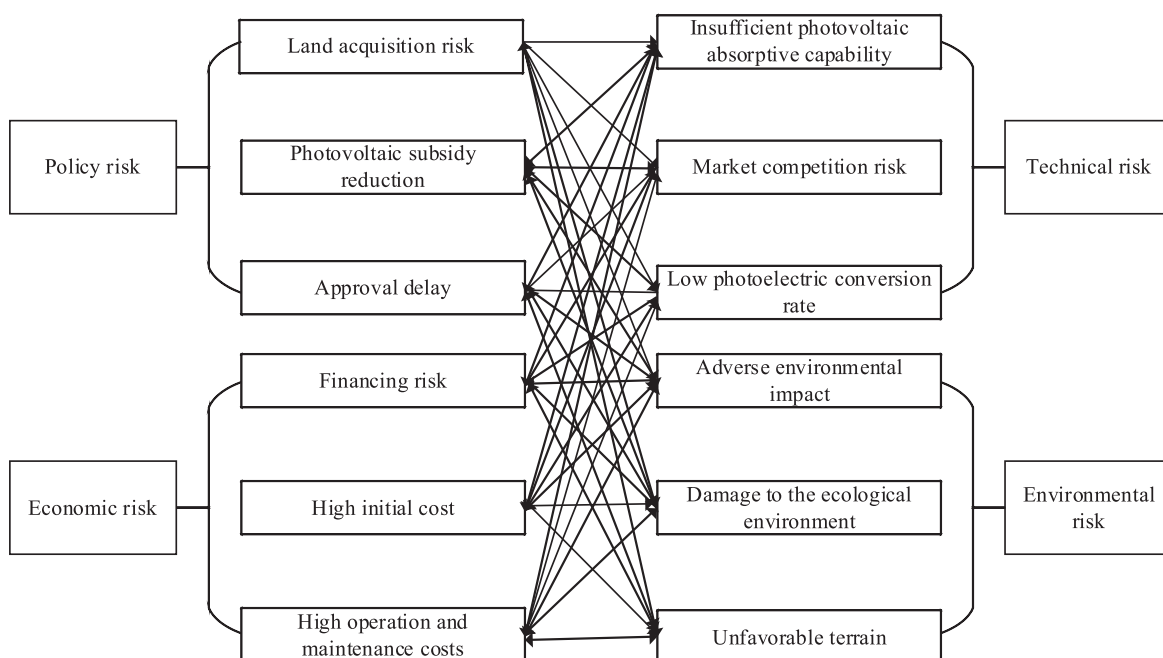 Policy risk
Land acquisition risk
Photovoltaic subsidy
reduction
Approval delay
Economic risk
Financing risk
High initial cost
High operation and
maintenance costs
Insufficient photovoltaic
absorptive capability
Market competition risk
Low photoelectric conversion
rate
Technical risk
Adverse environmental
impact
Damage to the ecological
environment
Unfavorable terrain
Environmental
risk